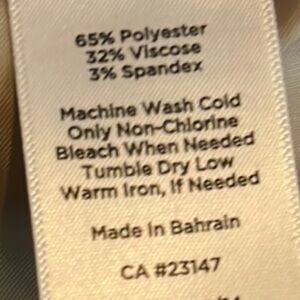 65% Polyester
32% Viscose
3% Spandex
Machine Wash Cold
Only Non-Chlorine
Bleach When Needed
Tumble Dry Low
Warm Iron, If Needed
Made In Bahrain
CA #23147